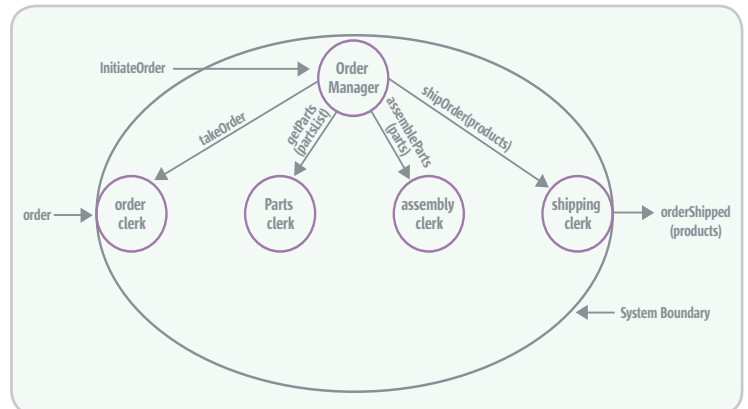 InitiateOrder
Order
Manager
takeOrder
getParts
(partsList)
assembleParts
(parts)
shipOrder(products)
order
order
clerk
Parts
clerk
assembly
clerk
shipping
clerk
orderShipped
(products)
System Boundary